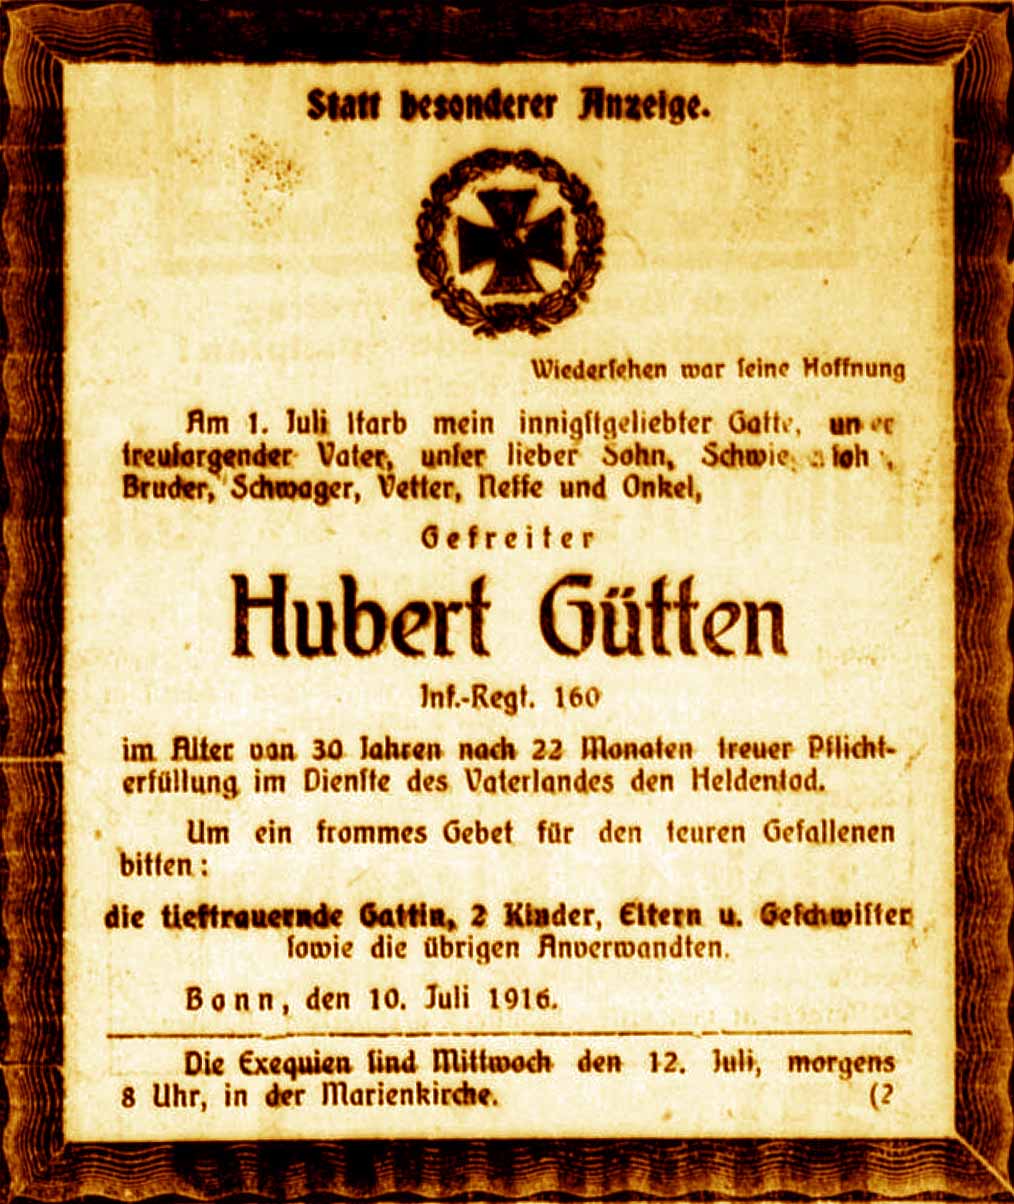 Statt besonderer Anzeige.
Wiedersehen war seine Hoffnung
Am 1. Juli starb mein innigstgeliebter Gatte, unser
treusorgender Vater, unser lieber Sohn,
Bruder, Schwager, Vetter, Neffe und Onkel,
Gefreiter
Hubert Gütten
Inf.-Regt. 160
im Alter von 30 Jahren nach 22 Monaten treuer Pflicht-
erfüllung im Dienste des Vaterlandes den Heldentod.
Um ein frommes Gebet für den teuren Gefallenen
bitten:
die tieftrauernde Gattin, 2 Kinder, Eltern u. Geschwister
sowie die übrigen Anverwandten.
Bonn, den 10. Juli 1916.
Die Exequien sind Mittwoch den 12. Juli, morgens
8 Uhr, in der Marienkirche. (2